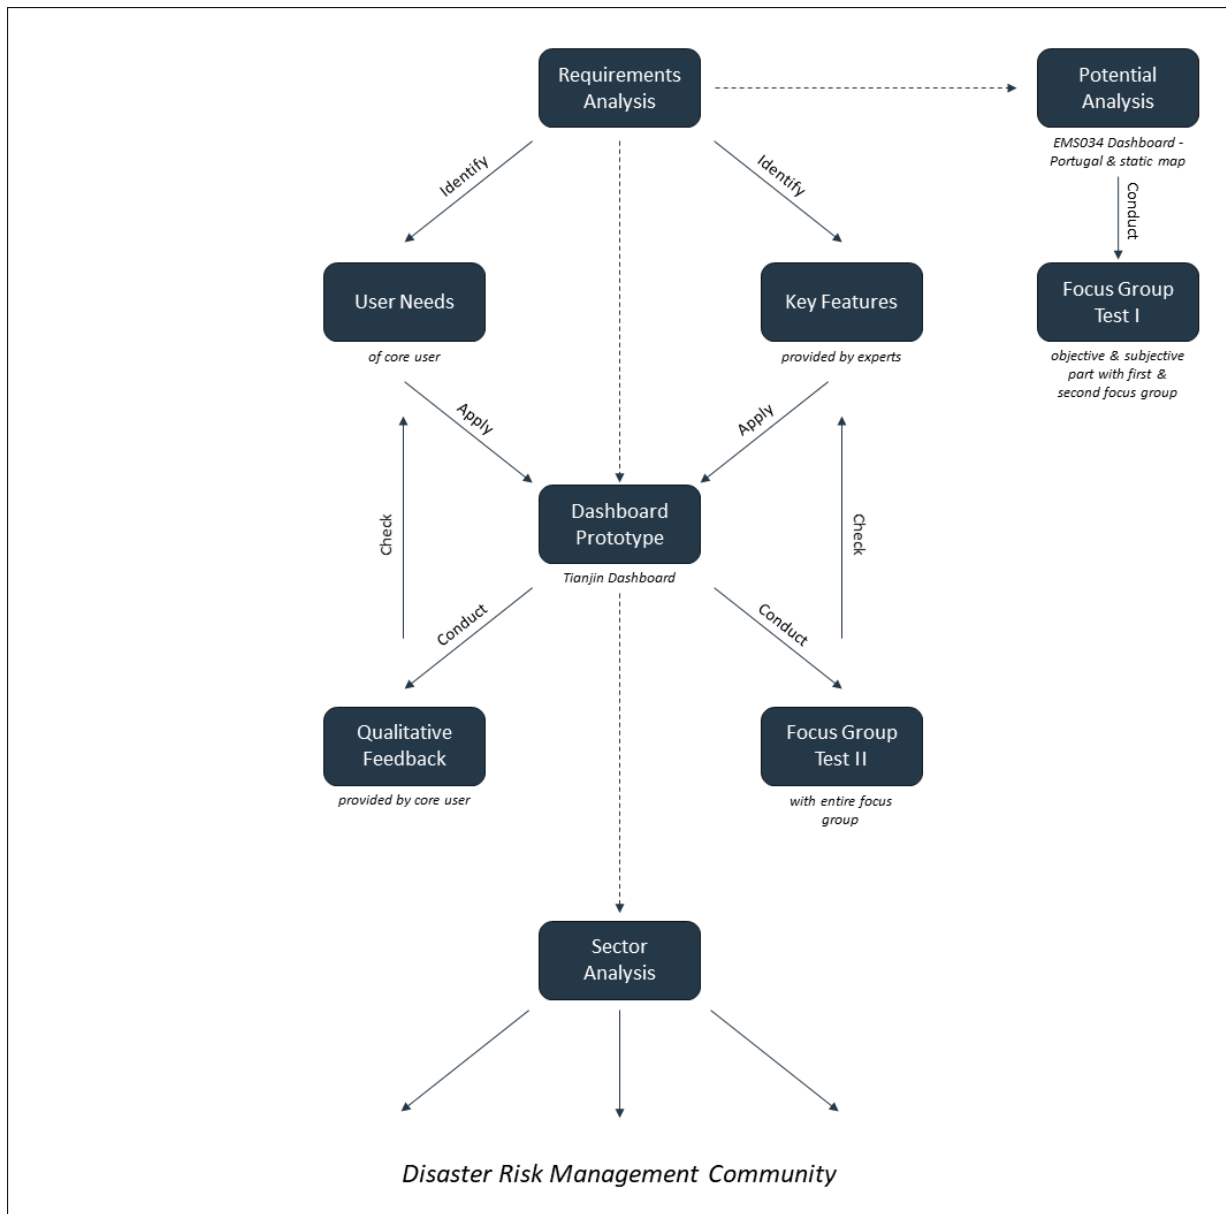 Requirements
Analysis
Potential
Analysis
EMS034 Dashboard -
Portugal & static map
Identify
Identify
Conduct
User Needs
of core user
Key Features
provided by experts
Focus Group
Test I
objective & subjective
part with first &
second focus group
Apply
Apply
Check
Dashboard
Prototype
Tianjin Dashboard
Check
Conduct
Conduct
Qualitative
Feedback
provided by core user
Focus Group
Test II
with entire focus
group
Sector
Analysis
Disaster Risk Management Community